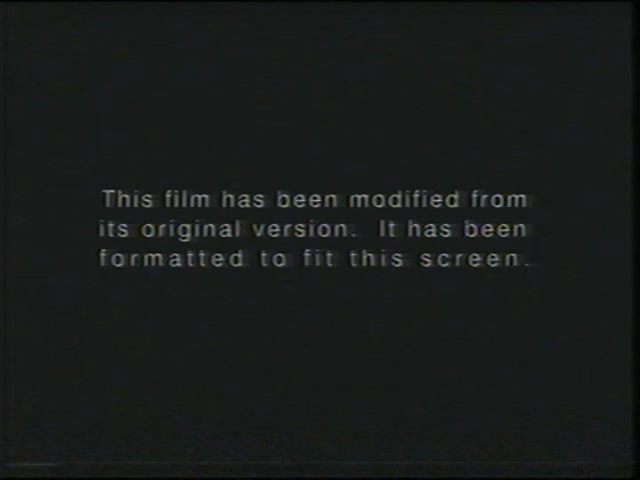 This film has been modified from
its original version. It has been
formatted to fit this screen.